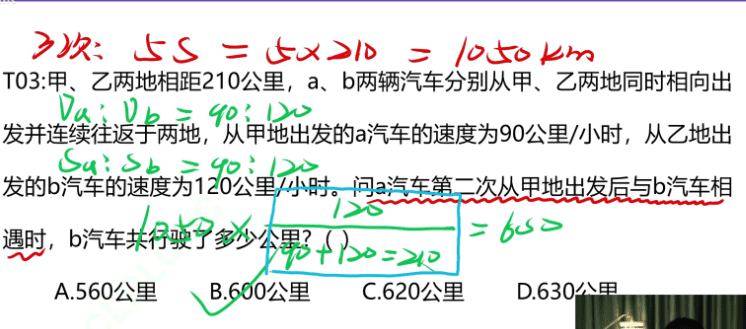 3次: 5S = 5×210 = 1050km
T03:甲、乙两地相距210公里，a、b两辆汽车分别从甲、乙两地同时相向出
Va:Vb = 90:120
发并连续往返于两地，从甲地出发的a汽车的速度为90公里/小时，从乙地出
Sa:Sb = 90:120
发的b汽车的速度为120公里/小时。问a汽车第二次从甲地出发后与b汽车相
1050 × 120 / 90+120=210 = 600
遇时，b汽车共行驶了多少公里？( )
A.560公里 B.600公里 C.620公里 D.630公里